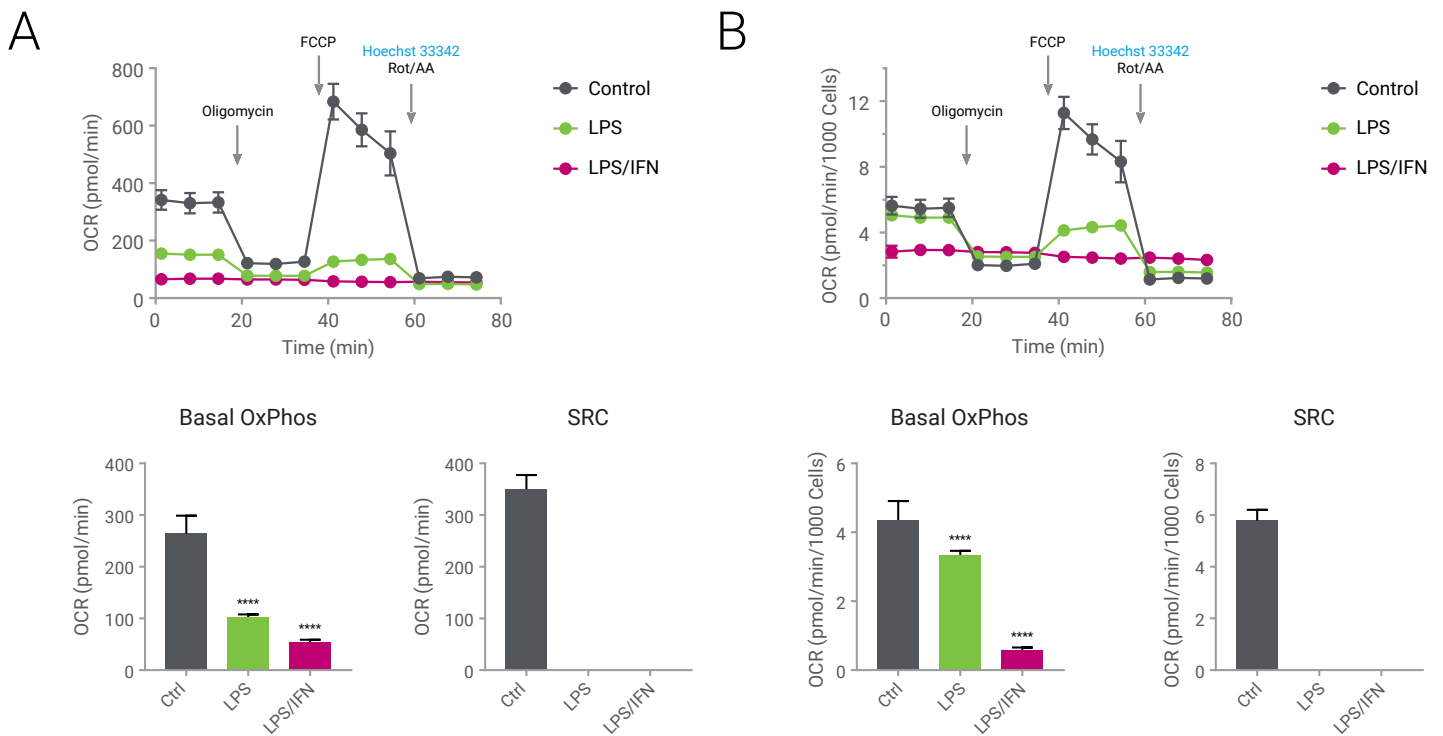 A
FCCP
Hoechst 33342
Rot/AA
Oligomycin
800
600
400
200
0
OCR (pmol/min)
0
20
40
60
80
Time (min)
Control
LPS
LPS/IFN
B
FCCP
Hoechst 33342
Rot/AA
Oligomycin
12
8
4
0
OCR (pmol/min/1000 Cells)
0
20
40
60
80
Time (min)
Control
LPS
LPS/IFN
Basal OxPhos
400
300
200
100
0
OCR (pmol/min)
****
****
Ctrl
LPS
LPS/IFN
SRC
400
300
200
100
0
OCR (pmol/min)
Ctrl
LPS
LPS/IFN
Basal OxPhos
6
4
2
0
OCR (pmol/min/1000 Cells)
****
****
Ctrl
LPS
LPS/IFN
SRC
8
6
4
2
0
OCR (pmol/min/1000 Cells)
Ctrl
LPS
LPS/IFN